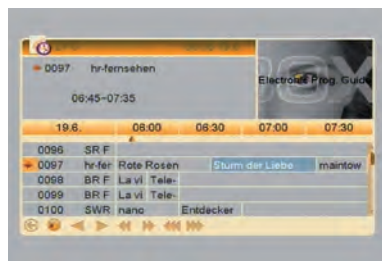 0097 hr-fernsehen
Electronic Prog. Guide
06:45-07:35
19.6. 06:00 06:30 07:00 07:30
0096 SR F
0097 hr-fer Rote Rosen Sturm der Liebe maintow
0098 BR F La vi Tele-
0099 BR F La vi Tele-
0100 SWR nano Entdecker